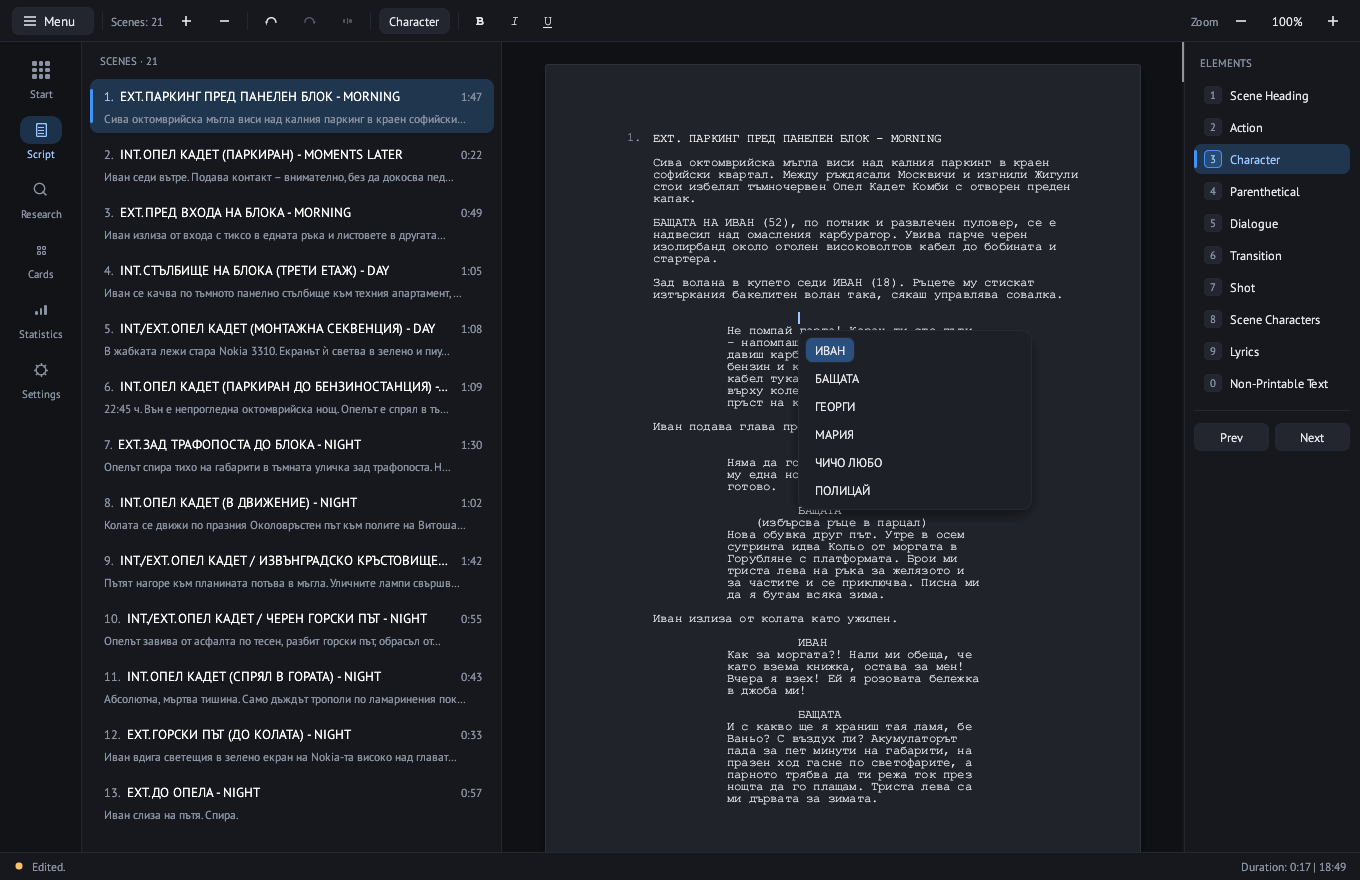 Menu
Scenes: 21
Character
B
I
U
Zoom
100%
Start
Script
Research
Cards
Statistics
Settings
SCENES · 21
1. EXT.ПАРКИНГ ПРЕД ПАНЕЛЕН БЛОК - MORNING 1:47
Сива октомврийска мъгла виси над калния паркинг в краен софийски...
2. INT.ОПЕЛ КАДЕТ (ПАРКИРАН) - MOMENTS LATER 0:22
Иван седи вътре. Подава контакт – внимателно, без да докосва пед...
3. EXT.ПРЕД ВХОДА НА БЛОКА - MORNING 0:49
Иван излиза от входа с тиксо в едната ръка и листовете в другата...
4. INT.СТЪЛБИЩЕ НА БЛОКА (ТРЕТИ ЕТАЖ) - DAY 1:05
Иван се качва по тъмното панелно стълбище към техния апартамент, ...
5. INT./EXT.ОПЕЛ КАДЕТ (МОНТАЖНА СЕКВЕНЦИЯ) - DAY 1:08
В жабката лежи стара Nokia 3310. Екранът ѝ светва в зелено и пиу...
6. INT.ОПЕЛ КАДЕТ (ПАРКИРАН ДО БЕНЗИНОСТАНЦИЯ) -... 1:09
22:45 ч. Вън е непрогледна октомврийска нощ. Опелът е спрял в тъ...
7. EXT.ЗАД ТРАФОПОСТА ДО БЛОКА - NIGHT 1:30
Опелът спира тихо на габарити в тъмната уличка зад трафопоста. Н...
8. INT.ОПЕЛ КАДЕТ (В ДВИЖЕНИЕ) - NIGHT 1:02
Колата се движи по празния Околовръстен път към полите на Витоша...
9. INT./EXT.ОПЕЛ КАДЕТ / ИЗВЪНГРАДСКО КРЪСТОВИЩЕ... 1:42
Пътят нагоре към планината потъва в мъгла. Уличните лампи свършв...
10. INT./EXT.ОПЕЛ КАДЕТ / ЧЕРЕН ГОРСКИ ПЪТ - NIGHT 0:55
Опелът завива от асфалта по тесен, разбит горски път, обрасъл от...
11. INT.ОПЕЛ КАДЕТ (СПРЯЛ В ГОРАТА) - NIGHT 0:43
Абсолютна, мъртва тишина. Само дъждът трополи по ламаринения пок...
12. EXT.ГОРСКИ ПЪТ (ДО КОЛАТА) - NIGHT 0:33
Иван вдига светещия в зелено екран на Nokia-та високо над глават...
13. EXT.ДО ОПЕЛА - NIGHT 0:57
Иван слиза на пътя. Спира.
1. EXT. ПАРКИНГ ПРЕД ПАНЕЛЕН БЛОК - MORNING
Сива октомврийска мъгла виси над калния паркинг в краен
софийски квартал. Между ръждясали Москвичи и изгнили Жигули
стои избелял тъмночервен Опел Кадет Комби с отворен преден
капак.
БАЩАТА НА ИВАН (52), по потник и развлечен пуловер, се е
надвесил над омасления карбуратор. Увива парче черен
изолирбанд около оголен високоволтов кабел до бобината и
стартера.
Зад волана в купето седи ИВАН (18). Ръцете му стискат
изтъркания бакелитен волан така, сякаш управлява совалка.
Не помпай
– напомпаш
давиш карб
бензин и к
кабел тука
върху коле
пръст на к
Иван подава глава пр
Няма да го
му една но
готово.
ИВАН
БАЩАТА
ГЕОРГИ
МАРИЯ
ЧИЧО ЛЮБО
ПОЛИЦАЙ
БАЩАТА
(избърсва ръце в парцал)
Нова обувка друг път. Утре в осем
сутринта идва Кольо от моргата в
Горубляне с платформата. Брои ми
триста лева на ръка за желязото и
за частите и се приключва. Писна ми
да я бутам всяка зима.
Иван излиза от колата като ужилен.
ИВАН
Как за моргата?! Нали ми обеща, че
като взема книжка, остава за мен!
Вчера я взех! Ей я розовата бележка
в джоба ми!
БАЩАТА
И с какво ще я храниш тая ламя, бе
Ваньо? С въздух ли? Акумулаторът
пада за пет минути на габарити, на
празен ход гасне по светофарите, а
парното трябва да ти режа ток през
нощта да го плащам. Триста лева са
ми дървата за зимата.
ELEMENTS
1 Scene Heading
2 Action
3 Character
4 Parenthetical
5 Dialogue
6 Transition
7 Shot
8 Scene Characters
9 Lyrics
0 Non-Printable Text
Prev
Next
Edited.
Duration: 0:17 | 18:49